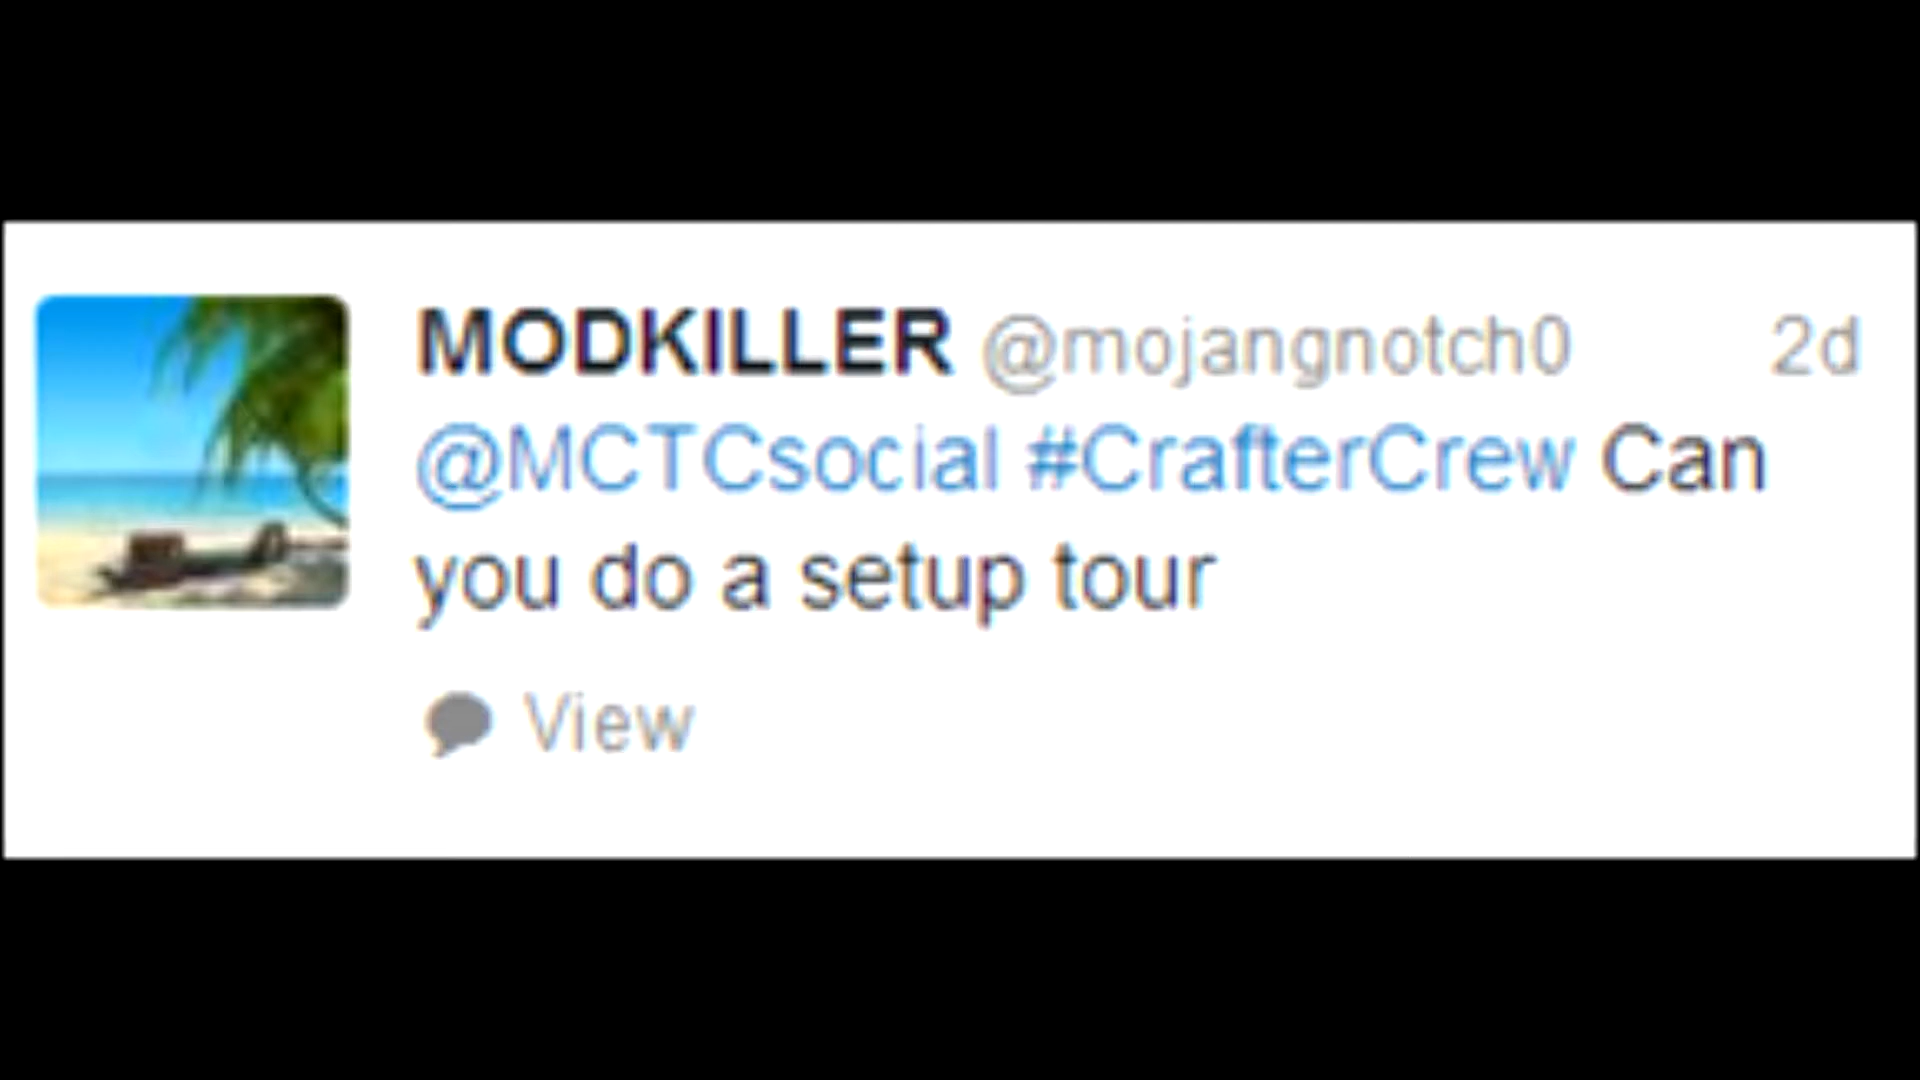 MODKILLER @mojangnotch0 2d
@MCTCsocial #CrafterCrew Can
you do a setup tour
View